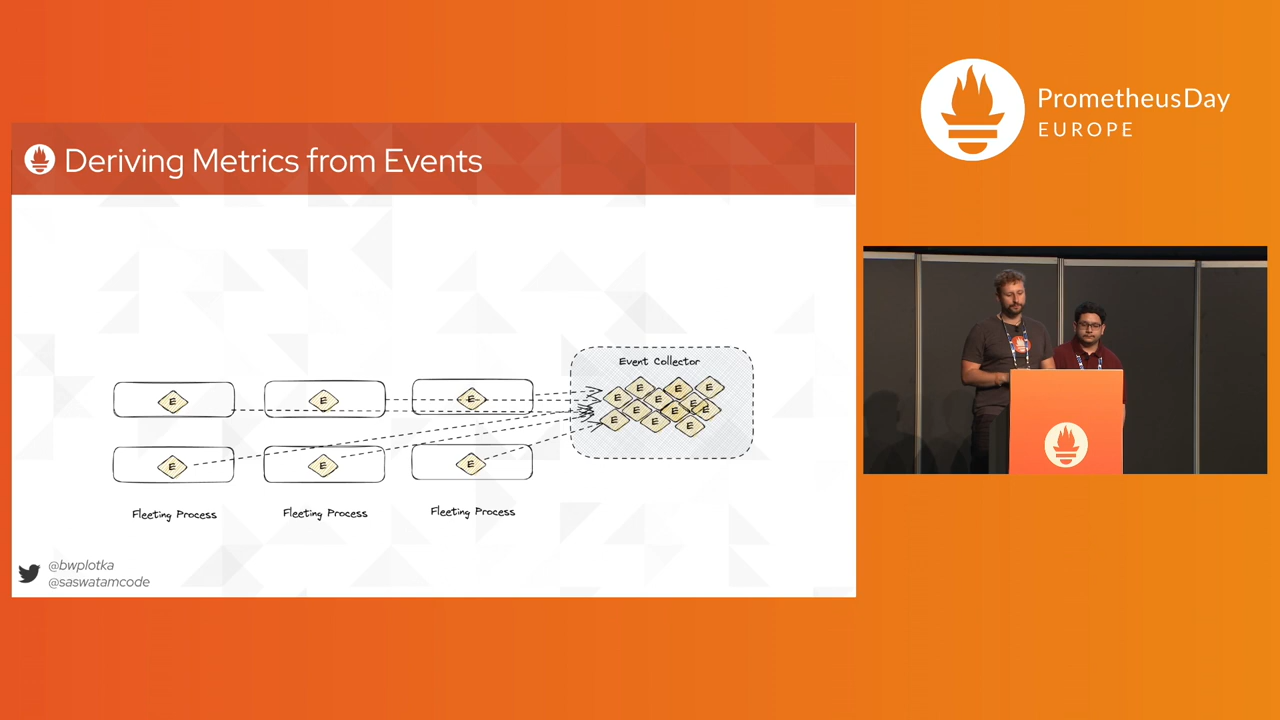 PrometheusDay
EUROPE
Deriving Metrics from Events
Event Collector
E E E
E E E E
E E E
E E E
E E E
E E
Fleeting Process Fleeting Process Fleeting Process
@bwplotka
@saswatamcode